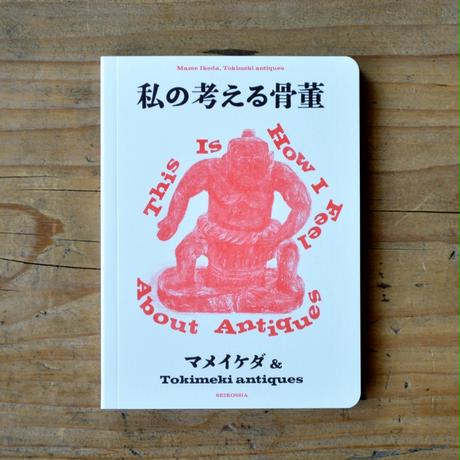 Mame Ikeda, Tokimeki antiques
私の考える骨董
This Is How I Feel
About Antiques
マメイケダ &
Tokimeki antiques
SEIKOSHA